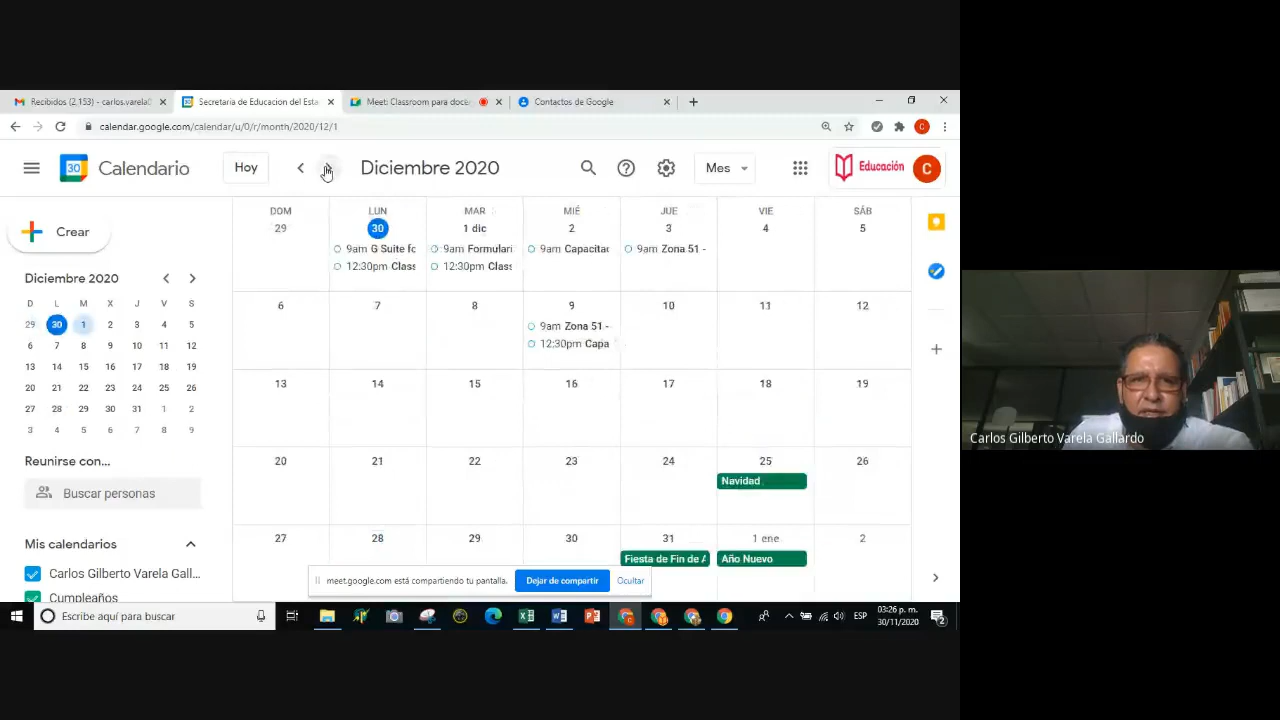 Recibidos (2,153) - carlos.varela
Secretaria de Educacion del Esta
Meet: Classroom para doce
Contactos de Google
calendar.google.com/calendar/u/0/r/month/2020/12/1
30 Calendario
Hoy
Diciembre 2020
Mes
Educación
C
Crear
DOM LUN MAR MIÉ JUE VIE SÁB
29 30 1 dic 2 3 4 5
9am G Suite fo
9am Formulari
9am Capacitac
9am Zona 51 -
12:30pm Clas
12:30pm Clas
6 7 8 9 10 11 12
9am Zona 51 -
12:30pm Capa
13 14 15 16 17 18 19
20 21 22 23 24 25 26
Navidad
27 28 29 30 31 1 ene 2
Fiesta de Fin de A
Año Nuevo
Diciembre 2020
D L M X J V S
29 30 1 2 3 4 5
6 7 8 9 10 11 12
13 14 15 16 17 18 19
20 21 22 23 24 25 26
27 28 29 30 31 1 2
3 4 5 6 7 8 9
Reunirse con...
Buscar personas
Mis calendarios
Carlos Gilberto Varela Gall...
Cumpleaños
meet.google.com está compartiendo tu pantalla.
Dejar de compartir
Ocultar
Escribe aquí para buscar
ESP
03:26 p. m.
30/11/2020
2
Carlos Gilberto Varela Gallardo